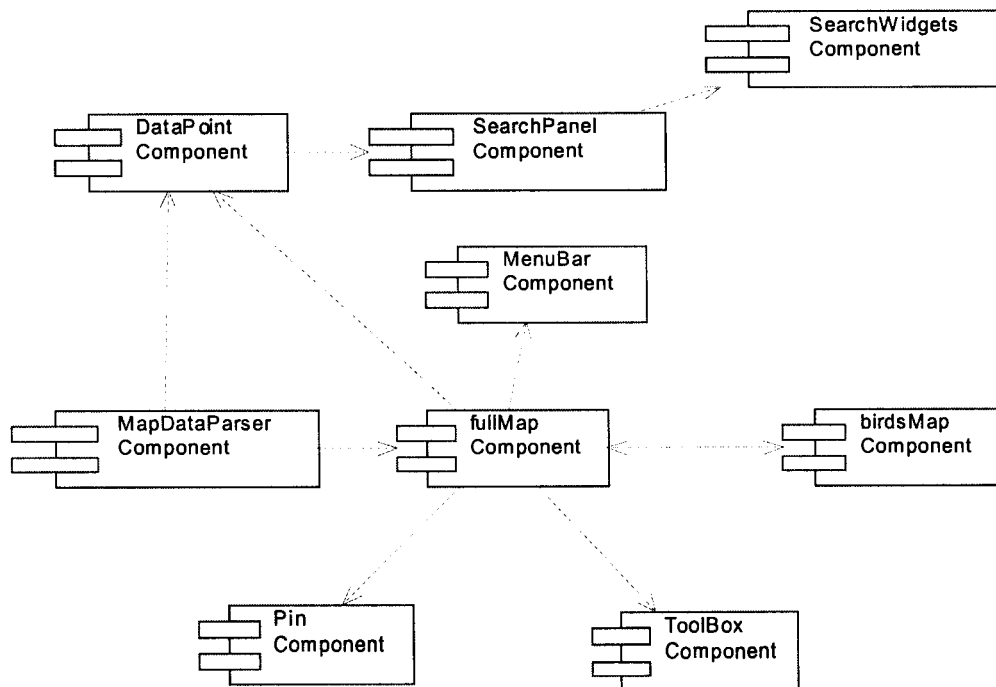 SearchWidgets
Component
DataPoint
Component
SearchPanel
Component
MenuBar
Component
MapDataParser
Component
fullMap
Component
birdsMap
Component
Pin
Component
ToolBox
Component